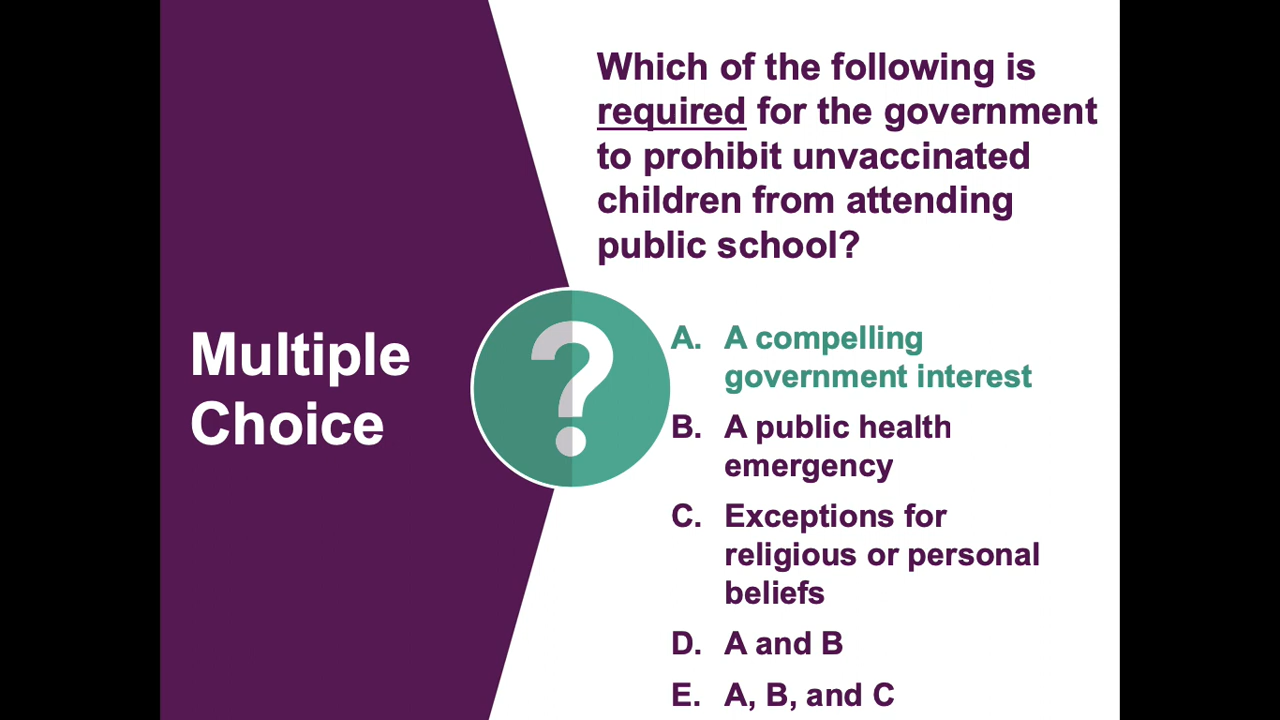 Which of the following is
required for the government
to prohibit unvaccinated
children from attending
public school?
Multiple
Choice
?
A. A compelling
government interest
B. A public health
emergency
C. Exceptions for
religious or personal
beliefs
D. A and B
E. A, B, and C